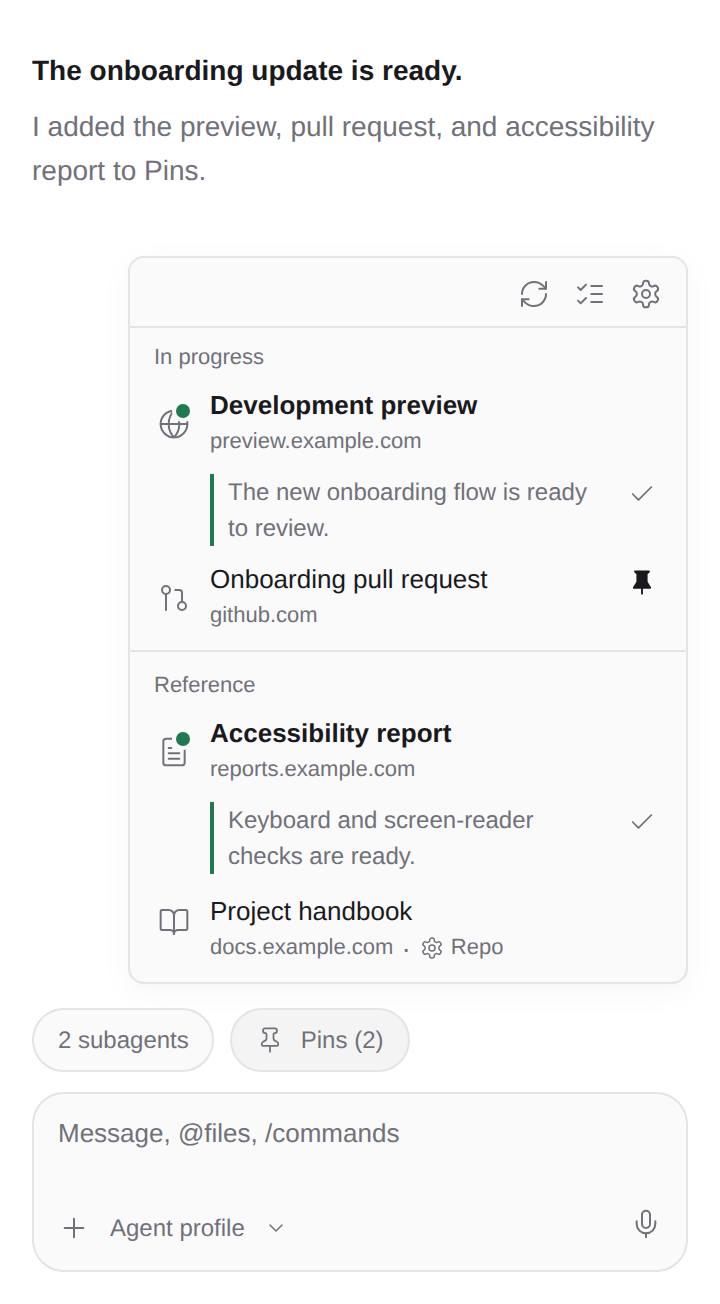 The onboarding update is ready.
I added the preview, pull request, and accessibility
report to Pins.
In progress
Development preview
preview.example.com
The new onboarding flow is ready
to review.
Onboarding pull request
github.com
Reference
Accessibility report
reports.example.com
Keyboard and screen-reader
checks are ready.
Project handbook
docs.example.com · Repo
2 subagents
Pins (2)
Message, @files, /commands
Agent profile